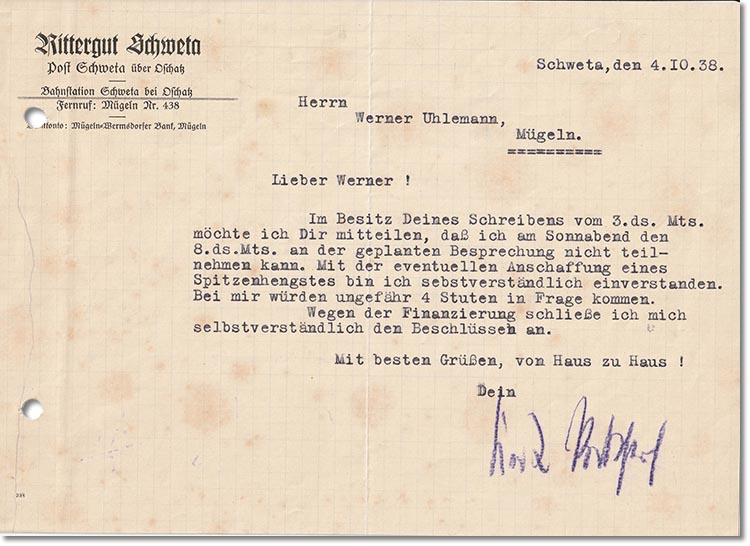 Rittergut Schweta
Post Schweta über Oschatz
Bahnstation Schweta bei Oschatz
Fernruf: Mügeln Nr. 438
Mügeln-Wermsdorfer Bank, Mügeln
Schweta,den 4.10.38.
Herrn
Werner Uhlemann,
Mügeln.
==========
Lieber Werner !
Im Besitz Deines Schreibens vom 3.ds. Mts.
möchte ich Dir mitteilen, daß ich am Sonnabend den
8.ds.Mts. an der geplanten Besprechung nicht teil-
nehmen kann. Mit der eventuellen Anschaffung eines
Spitzenhengstes bin ich sebstverständlich einverstanden.
Bei mir würden ungefähr 4 Stuten in Frage kommen.
Wegen der Finanzierung schließe ich mich
selbstverständlich den Beschlüssen an.
Mit besten Grüßen, von Haus zu Haus !
Dein